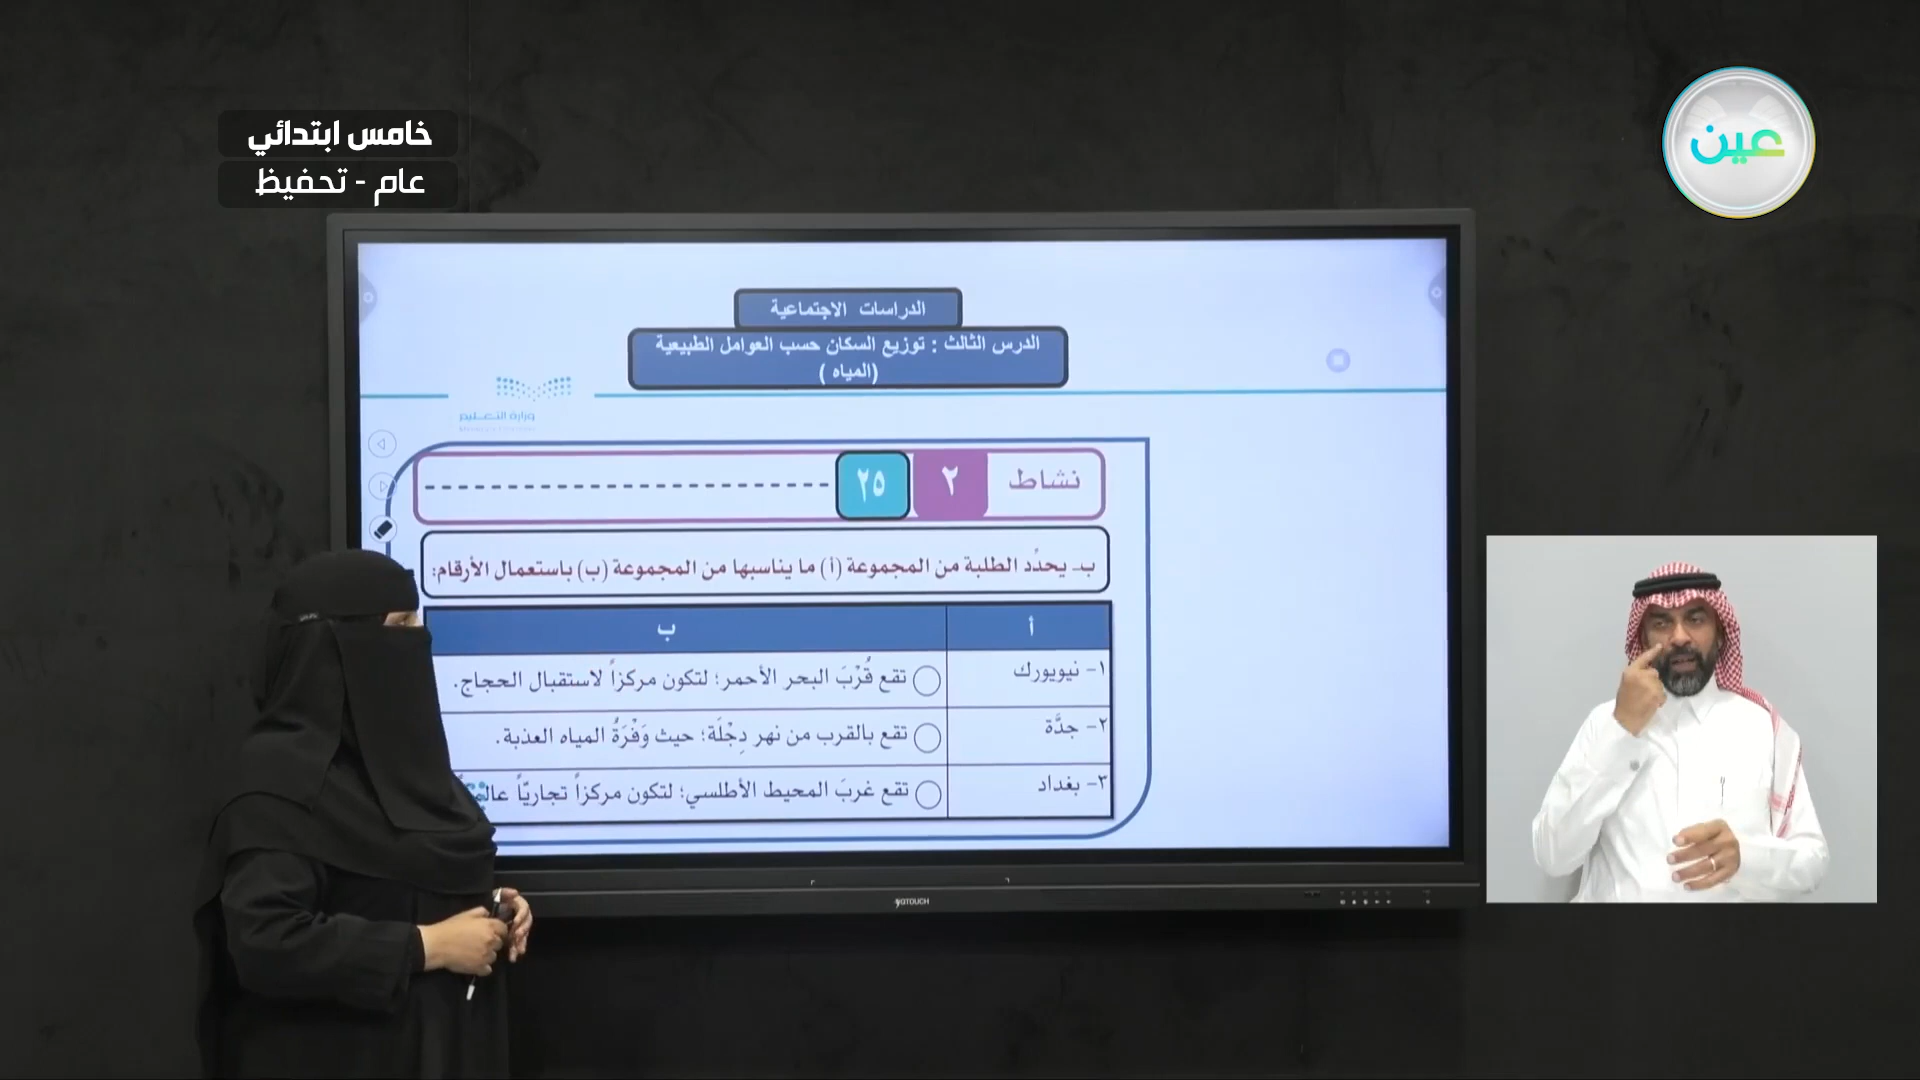 خامس ابتدائي
عام - تحفيظ
عين
الدراسات الاجتماعية
الدرس الثالث : توزيع السكان حسب العوامل الطبيعية
(المياه )
وزارة التعليم
نشاط ٢ ٢٥
ب- يحدِّد الطلبة من المجموعة (أ) ما يناسبها من المجموعة (ب) باستعمال الأرقام:
أ ب
١- نيويورك تقع قُرْبَ البحر الأحمر؛ لتكون مركزاً لاستقبال الحجاج.
٢- جدَّة تقع بالقرب من نهر دِجْلَة؛ حيث وَفْرَةُ المياه العذبة.
٣- بغداد تقع غربَ المحيط الأطلسي؛ لتكون مركزاً تجاريّاً